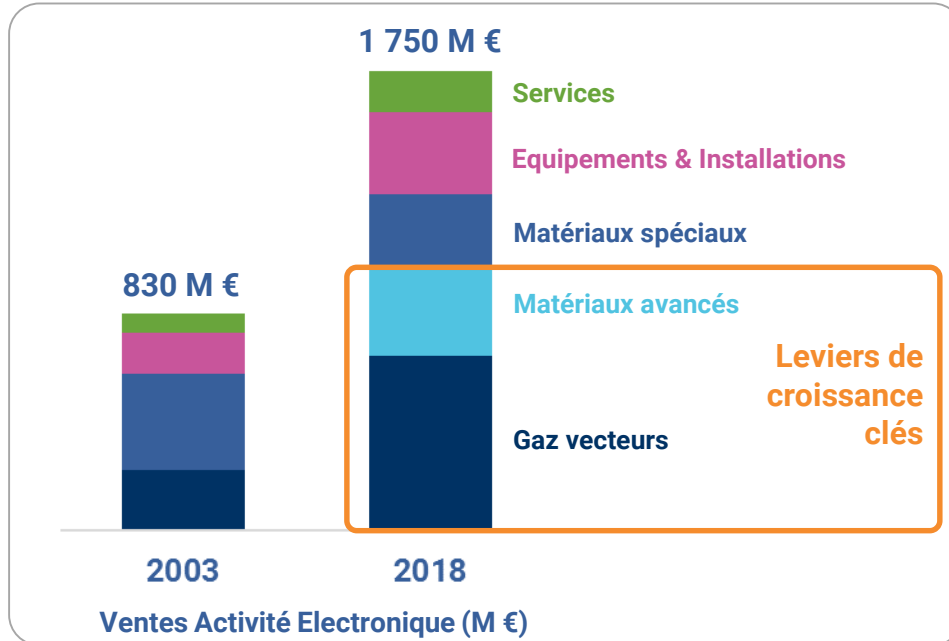 1 750 M €
Services
Equipements & Installations
Matériaux spéciaux
830 M €
Matériaux avancés
Leviers de
croissance
clés
Gaz vecteurs
2003
2018
Ventes Activité Electronique (M €)